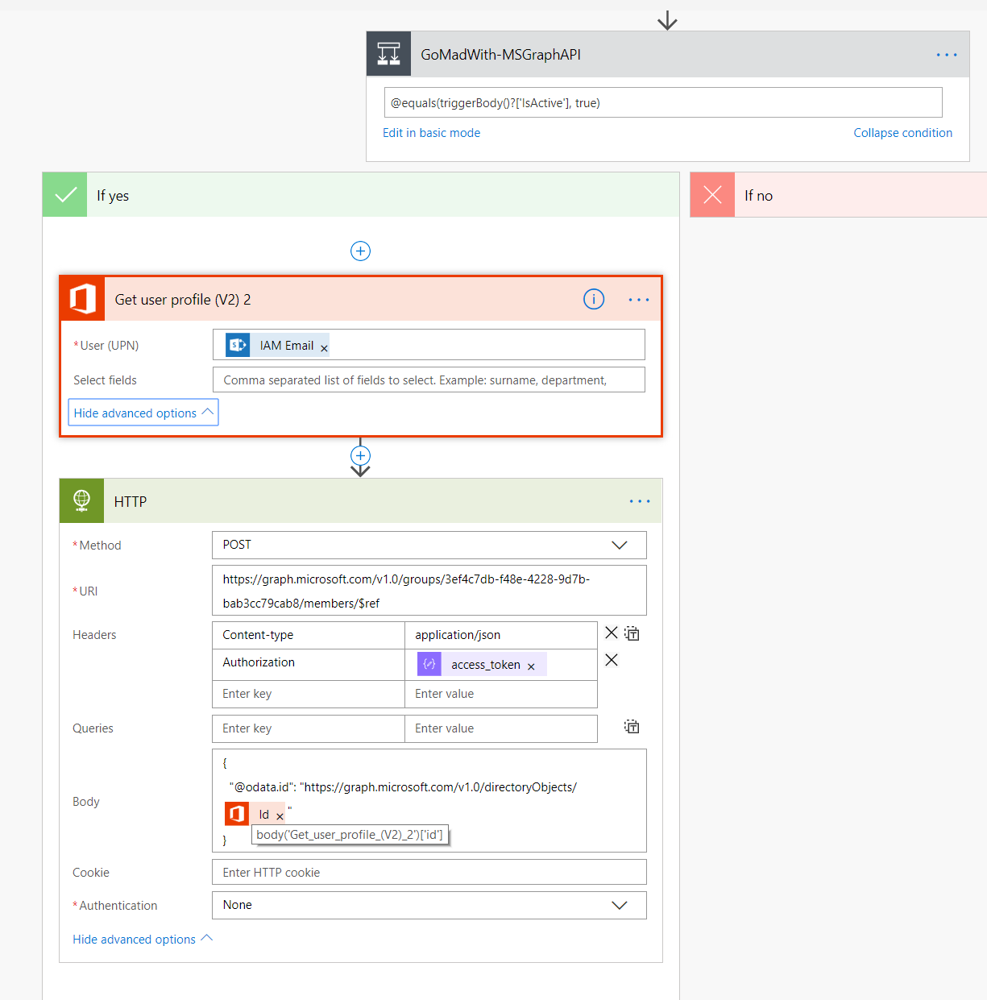 GoMadWith-MSGraphAPI
@equals(triggerBody()?['IsActive'], true)
Edit in basic mode
Collapse condition
If yes
If no
Get user profile (V2) 2
*User (UPN)
IAM Email
Select fields
Comma separated list of fields to select. Example: surname, department,
Hide advanced options
HTTP
*Method
POST
*URI
https://graph.microsoft.com/v1.0/groups/3ef4c7db-f48e-4228-9d7b-
bab3cc79cab8/members/$ref
Headers
Content-type
application/json
Authorization
access_token
Enter key
Enter value
Queries
Enter key
Enter value
Body
{
"@odata.id": "https://graph.microsoft.com/v1.0/directoryObjects/
Id "
body('Get_user_profile_(V2)_2')['id']
}
Cookie
Enter HTTP cookie
*Authentication
None
Hide advanced options